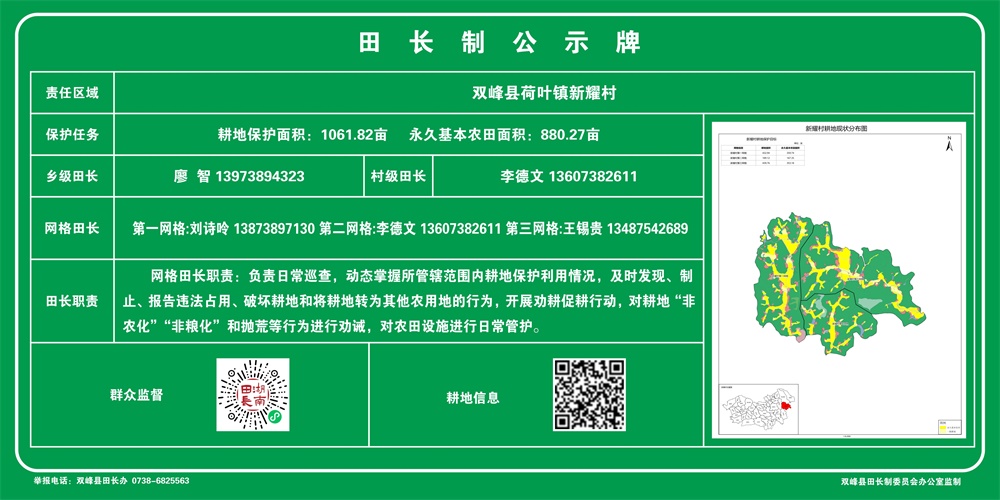 田长制公示牌
责任区域
双峰县荷叶镇新耀村
保护任务
耕地保护面积：1061.82亩 永久基本农田面积：880.27亩
乡级田长
廖 智 13973894323
村级田长
李德文 13607382611
网格田长
第一网格:刘诗呤 13873897130 第二网格:李德文 13607382611 第三网格:王锡贵 13487542689
田长职责
网格田长职责：负责日常巡查，动态掌握所管辖范围内耕地保护利用情况，及时发现、制
止、报告违法占用、破坏耕地和将耕地转为其他农用地的行为，开展劝耕促耕行动，对耕地“非
农化”“非粮化”和抛荒等行为进行劝诫，对农田设施进行日常管护。
群众监督
湖南田长
耕地信息
新耀村耕地现状分布图
N
举报电话：双峰县田长办 0738-6825563
双峰县田长制委员会办公室监制